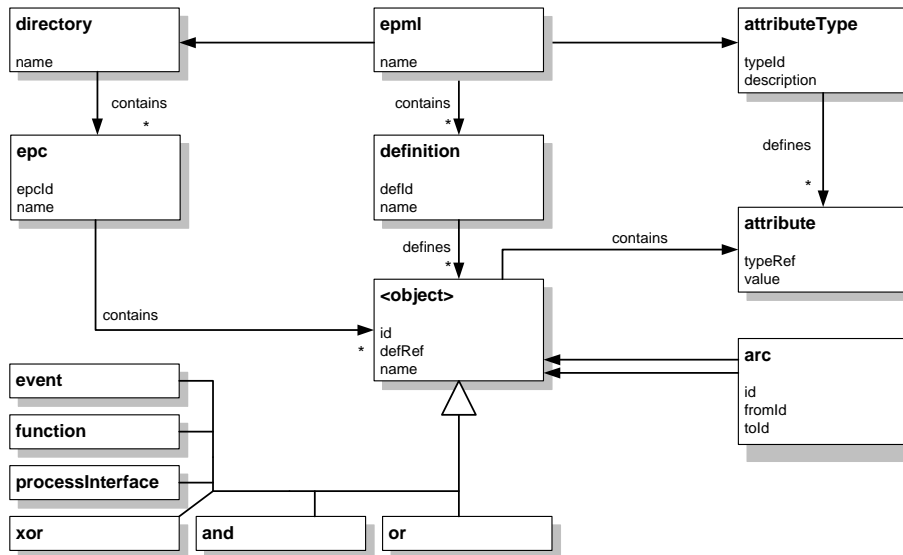 directory
name
epml
name
attributeType
typeId
description
contains
*
contains
*
defines
*
epc
epcId
name
definition
defId
name
attribute
typeRef
value
defines
*
contains
contains
*
<object>
id
defRef
name
arc
id
fromId
toId
event
function
processInterface
xor
and
or